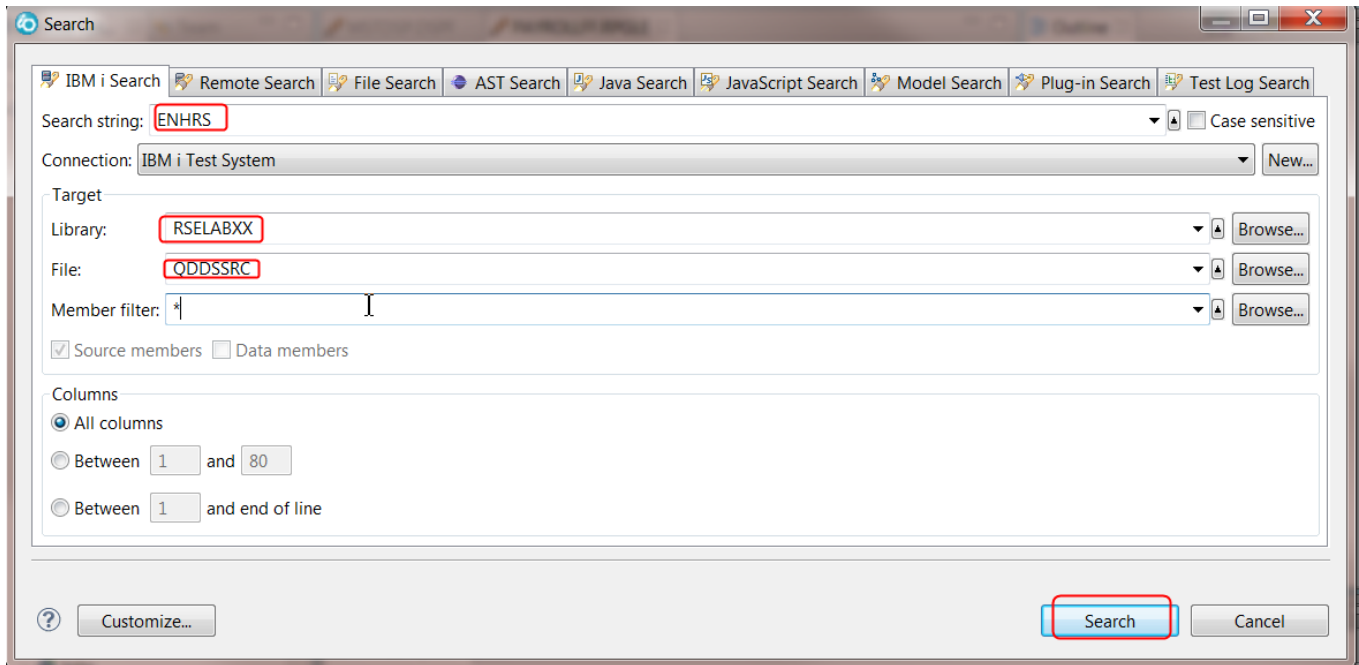 Search
IBM i Search Remote Search File Search AST Search Java Search JavaScript Search Model Search Plug-in Search Test Log Search
Search string: ENHRS Case sensitive
Connection: IBM i Test System New...
Target
Library: RSELABXX Browse...
File: QDDSSRC Browse...
Member filter: * Browse...
Source members Data members
Columns
All columns
Between 1 and 80
Between 1 and end of line
? Customize... Search Cancel